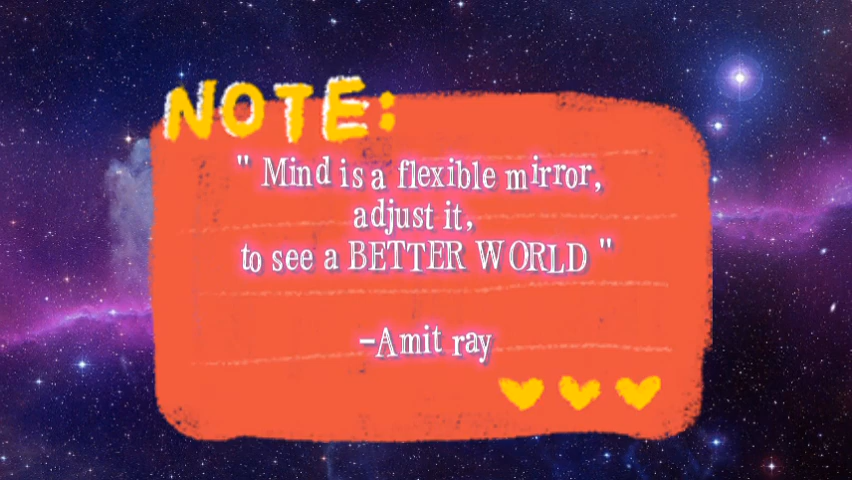 NOTE:
" Mind is a flexible mirror,
adjust it,
to see a BETTER WORLD "
-Amit ray